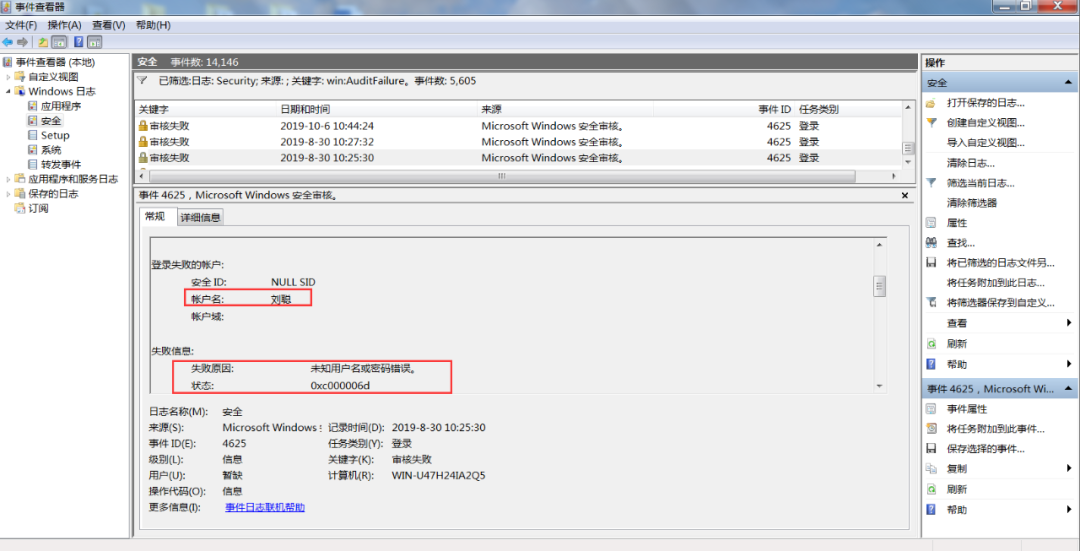 事件查看器
文件(F) 操作(A) 查看(V) 帮助(H)
事件查看器 (本地)
自定义视图
Windows 日志
应用程序
安全
Setup
系统
转发事件
应用程序和服务日志
保存的日志
订阅
安全 事件数: 14,146
已筛选:日志: Security; 来源: ; 关键字: win:AuditFailure。事件数: 5,605
关键字 日期和时间 来源 事件 ID 任务类别
审核失败 2019-10-6 10:44:24 Microsoft Windows 安全审核。 4625 登录
审核失败 2019-8-30 10:27:32 Microsoft Windows 安全审核。 4625 登录
审核失败 2019-8-30 10:25:30 Microsoft Windows 安全审核。 4625 登录
事件 4625，Microsoft Windows 安全审核。
常规 详细信息
登录失败的帐户:
安全 ID: NULL SID
帐户名: 刘聪
帐户域:
失败信息:
失败原因: 未知用户名或密码错误。
状态: 0xc000006d
日志名称(M): 安全
来源(S): Microsoft Windows 记录时间(D): 2019-8-30 10:25:30
事件 ID(E): 4625 任务类别(Y): 登录
级别(L): 信息 关键字(K): 审核失败
用户(U): 暂缺 计算机(R): WIN-U47H24IA2Q5
操作代码(O): 信息
更多信息(I): 事件日志联机帮助
操作
安全
打开保存的日志...
创建自定义视图...
导入自定义视图...
清除日志...
筛选当前日志...
清除筛选器
属性
查找...
将已筛选的日志文件另...
将任务附加到此日志...
将筛选器保存到自定义...
查看
刷新
帮助
事件 4625，Microsoft Wi...
事件属性
将任务附加到此事件...
保存选择的事件...
复制
刷新
帮助